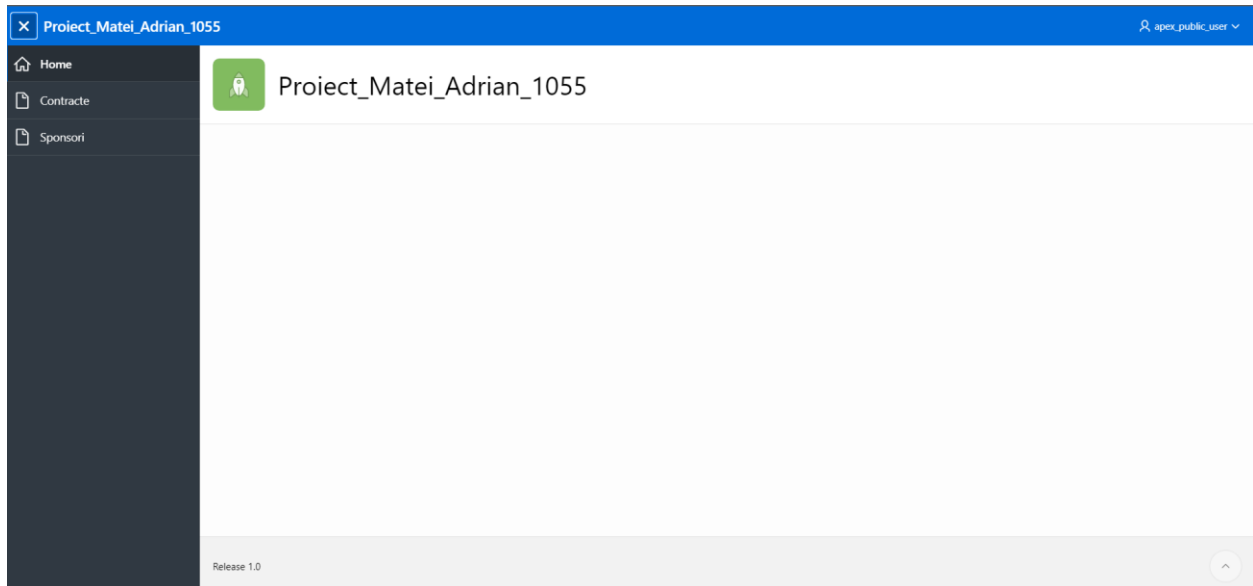 Proiect_Matei_Adrian_1055
apex_public_user
Home
Proiect_Matei_Adrian_1055
Contracte
Sponsori
Release 1.0